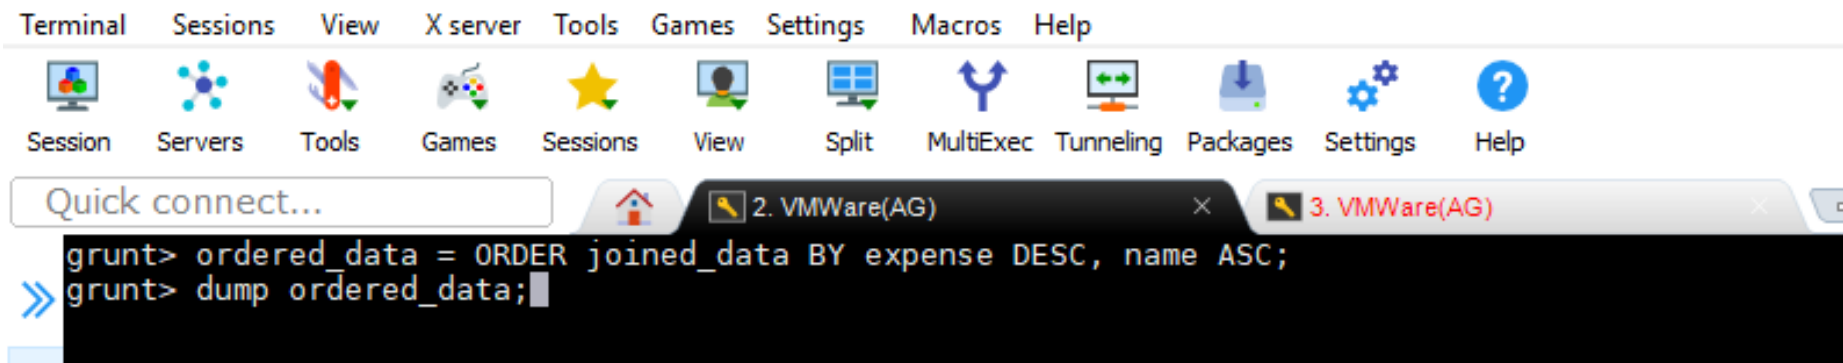 Terminal Sessions View X server Tools Games Settings Macros Help
Session Servers Tools Games Sessions View Split MultiExec Tunneling Packages Settings Help
Quick connect... 2. VMWare(AG) 3. VMWare(AG)
grunt> ordered_data = ORDER joined_data BY expense DESC, name ASC;
grunt> dump ordered_data;